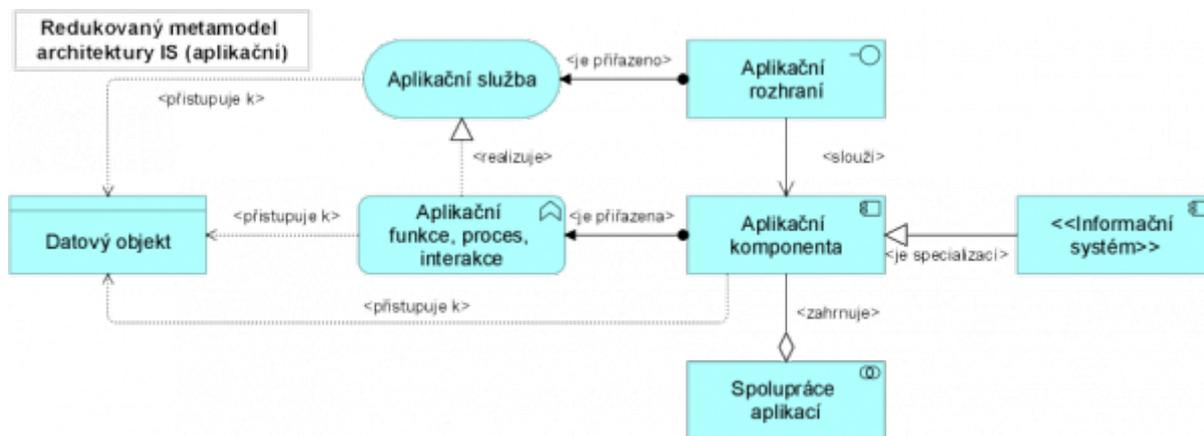 Redukovaný metamodel
architektury IS (aplikační)
Aplikační služba
<je přiřazeno>
Aplikační
rozhraní
<přistupuje k>
<realizuje>
<slouží>
Datový objekt
<přistupuje k>
Aplikační
funkce, proces,
interakce
<je přiřazena>
Aplikační
komponenta
<je specializací>
<<Informační
systém>>
<přistupuje k>
<zahrnuje>
Spolupráce
aplikací